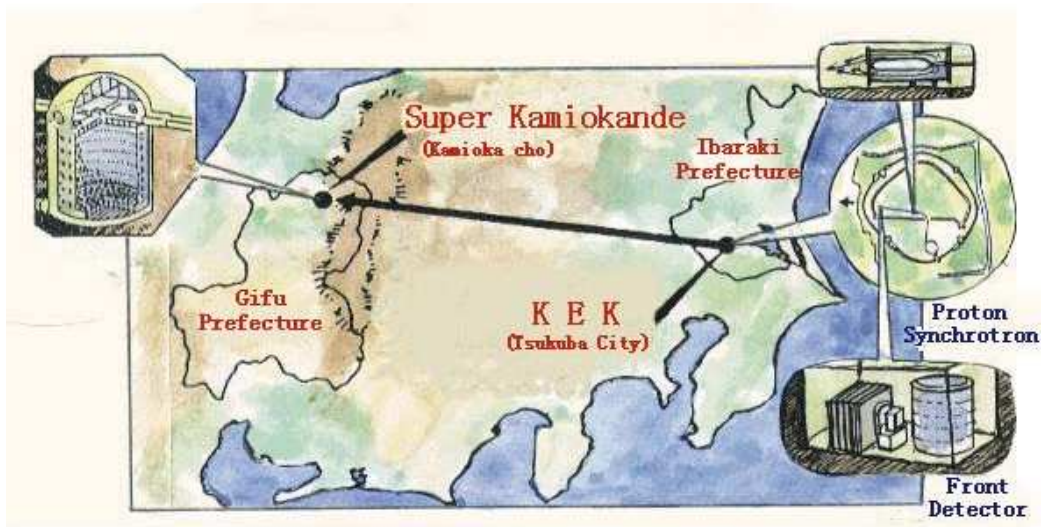 Super Kamiokande
(Kamioka cho)
Ibaraki
Prefecture
Gifu
Prefecture
K E K
(Tsukuba City)
Proton
Synchrotron
Front
Detector